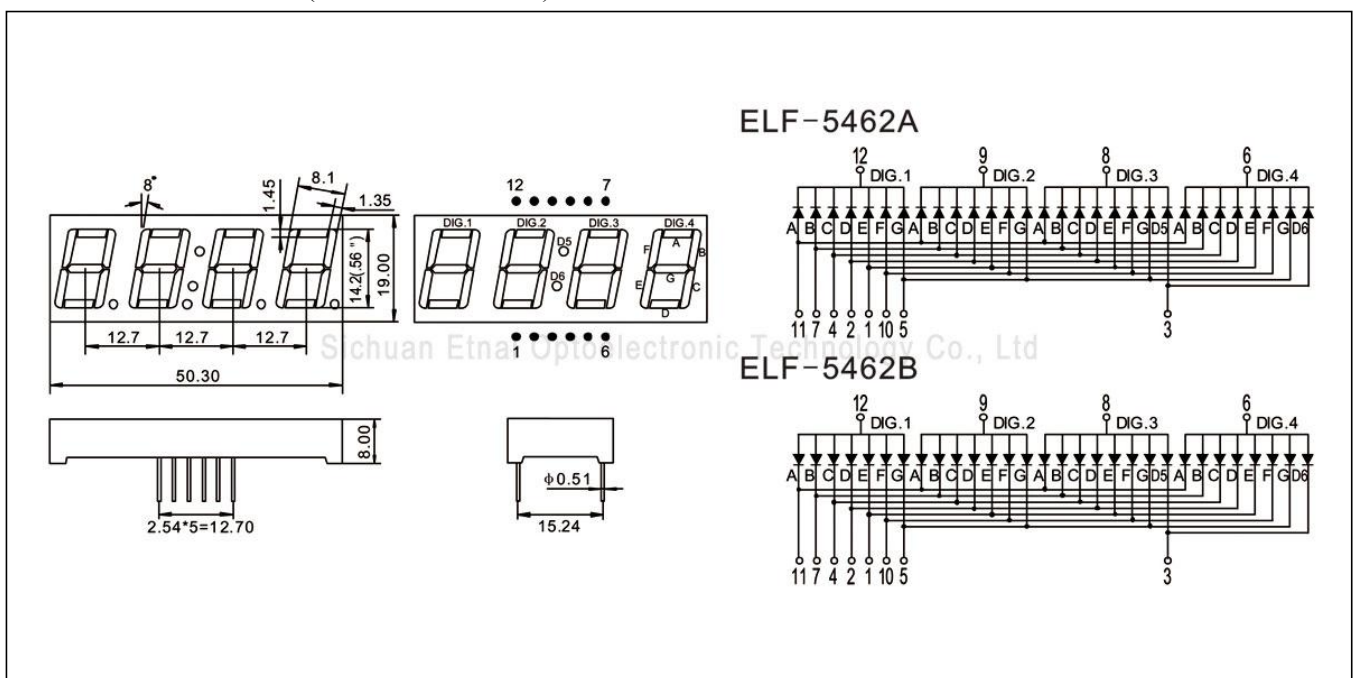 ELF-5462A
12 9 8 6
DIG.1 DIG.2 DIG.3 DIG.4
A B C D E F G A B C D E F G A B C D E F G D5 A B C D E F G D6
11 7 4 2 1 10 5 3
8°
1.45
8.1
1.35
14.2(.56")
19.00
12.7 12.7 12.7
50.30
12 7
DIG.1 DIG.2 DIG.3 DIG.4
D5
D6
A
F B
G
E C
D
1 6
Sichuan Etnai Optoelectronic Technology Co., Ltd
ELF-5462B
12 9 8 6
DIG.1 DIG.2 DIG.3 DIG.4
A B C D E F G A B C D E F G A B C D E F G D5 A B C D E F G D6
11 7 4 2 1 10 5 3
8.00
2.54*5=12.70
ϕ0.51
15.24